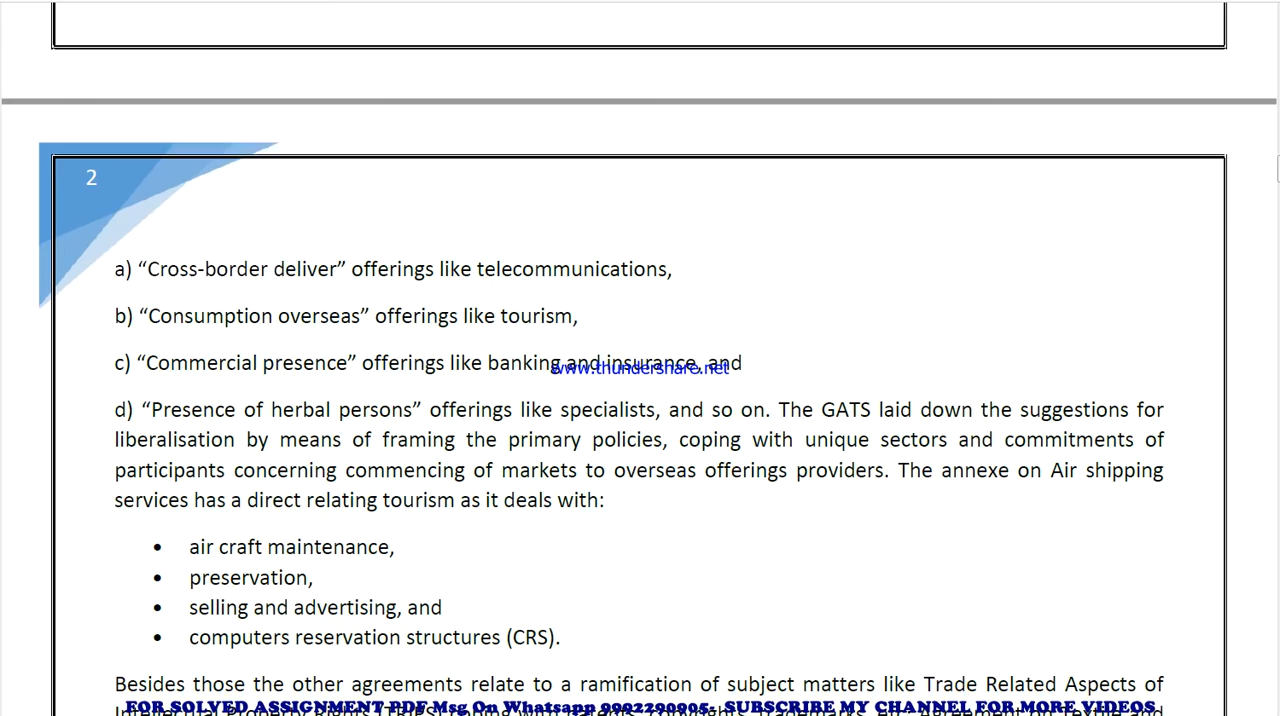 2
a) “Cross-border deliver” offerings like telecommunications,
b) “Consumption overseas” offerings like tourism,
c) “Commercial presence” offerings like banking and insurance, and
www.thundershare.net
d) “Presence of herbal persons” offerings like specialists, and so on. The GATS laid down the suggestions for
liberalisation by means of framing the primary policies, coping with unique sectors and commitments of
participants concerning commencing of markets to overseas offerings providers. The annexe on Air shipping
services has a direct relating tourism as it deals with:
• air craft maintenance,
• preservation,
• selling and advertising, and
• computers reservation structures (CRS).
Besides those the other agreements relate to a ramification of subject matters like Trade Related Aspects of
FOR SOLVED ASSIGNMENT PDF Msg On Whatsapp 9992290905- SUBSCRIBE MY CHANNEL FOR MORE VIDEOS